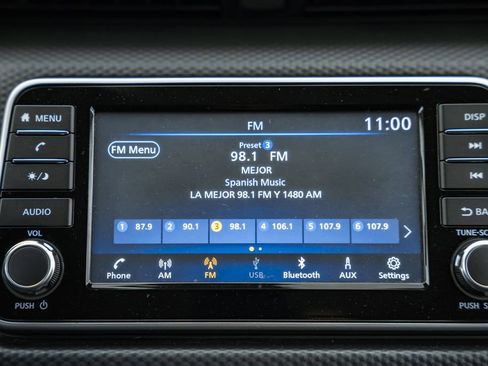 MENU
AUDIO
VOL
PUSH
FM
11:00
FM Menu
Preset 3
98.1 FM
MEJOR
Spanish Music
LA MEJOR 98.1 FM Y 1480 AM
1 87.9 2 90.1 3 98.1 4 106.1 5 107.9 6 107.9
Phone AM FM USB Bluetooth AUX Settings
DISP
BA
TUNE-SC
PUSH S